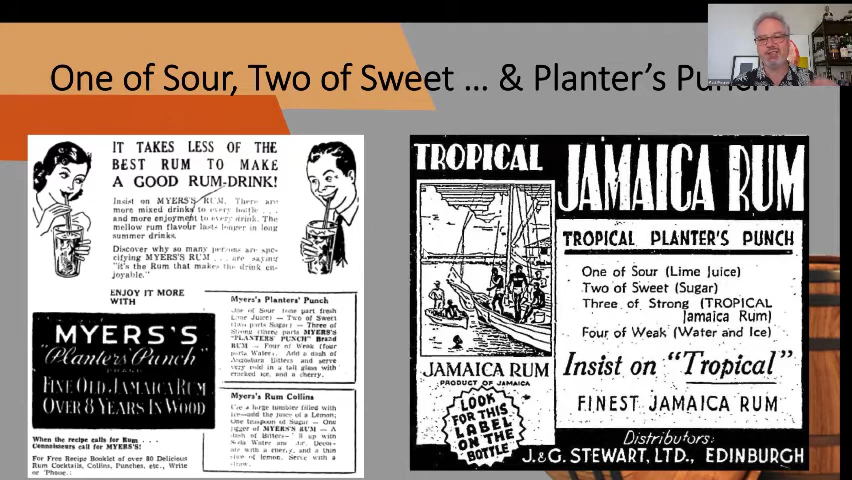 One of Sour, Two of Sweet … & Planter's Punch
IT TAKES LESS OF THE
BEST RUM TO MAKE
A GOOD RUM-DRINK!
Insist on MYERS'S RUM. There are
more mixed drinks to every bottle . . .
and more enjoyment to every drink. The
mellow rum flavour lasts longer in long
summer drinks.
Discover why so many persons are spe-
cifying MYERS'S RUM . . . are saying
"it's the Rum that makes the drink en-
joyable."
ENJOY IT MORE
WITH
MYERS'S
"Planters' Punch"
BRAND
FINE OLD JAMAICA RUM
OVER 8 YEARS IN WOOD
When the recipe calls for Rum . . .
Connoisseurs call for MYERS'S!
For Free Recipe Booklet of over 80 Delicious
Rum Cocktails, Collins, Punches, etc., Write
or 'Phone:
Myers's Planters' Punch
One of Sour (one part fresh
Lime Juice) — Two of Sweet
(two parts Sugar) — Three of
Strong (three parts MYERS'S
"PLANTERS' PUNCH" Brand
RUM — Four of Weak (four
parts Water). Add a dash of
Angostura Bitters and serve
very cold in a tall glass with
cracked ice, and a cherry.
Myers's Rum Collins
Use a large tumbler filled with
ice—add the juice of a Lemon;
One teaspoon of Sugar — One
jigger of MYERS'S RUM — A
dash of Bitters— fill up with
Soda Water and stir. Decor-
ate with a cherry, and a thin
slice of lemon. Serve with a
straw.
TROPICAL
JAMAICA RUM
TROPICAL PLANTER'S PUNCH
One of Sour (Lime Juice)
Two of Sweet (Sugar)
Three of Strong (TROPICAL
Jamaica Rum)
Four of Weak (Water and Ice)
Insist on "Tropical"
FINEST JAMAICA RUM
JAMAICA RUM
PRODUCT OF JAMAICA
LOOK
FOR THIS
LABEL
ON THE
BOTTLE
Distributors:
J. & G. STEWART, LTD., EDINBURGH